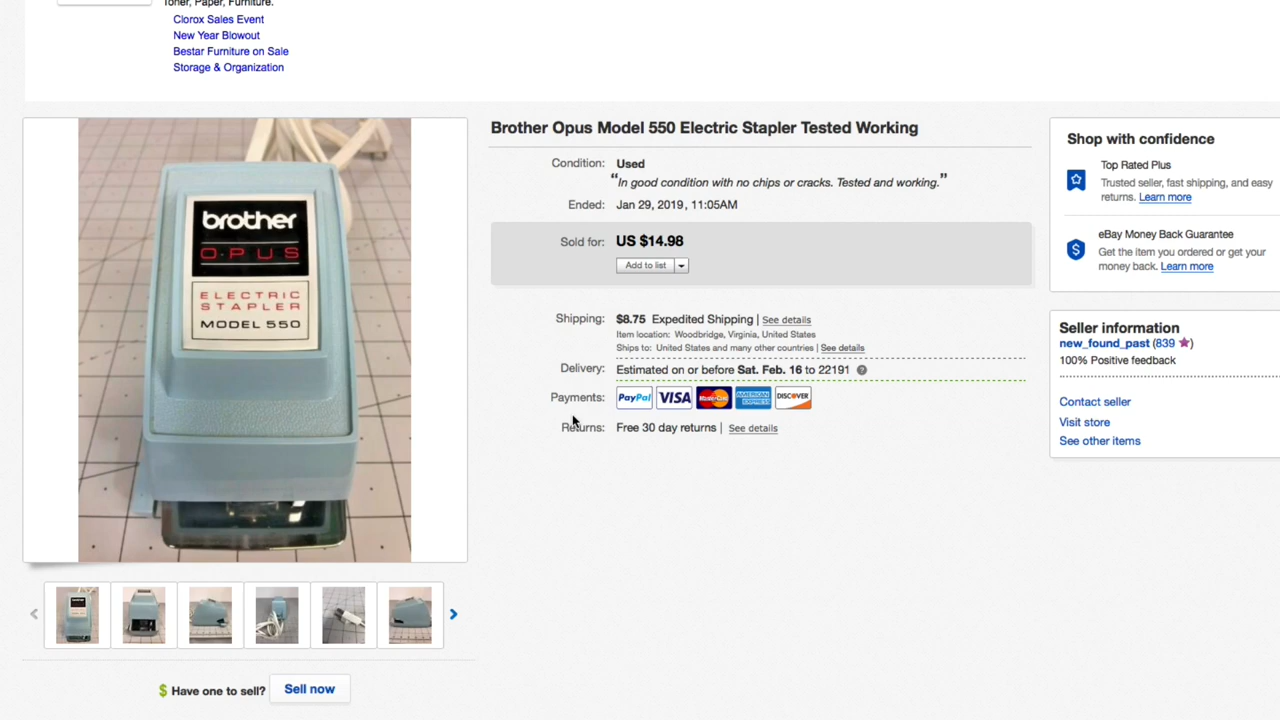 Toner, Paper, Furniture.
Clorox Sales Event
New Year Blowout
Bestar Furniture on Sale
Storage & Organization
brother
OPUS
ELECTRIC
STAPLER
MODEL 550
$ Have one to sell? Sell now
Brother Opus Model 550 Electric Stapler Tested Working
Condition: Used
“In good condition with no chips or cracks. Tested and working.”
Ended: Jan 29, 2019 , 11:05AM
Sold for: US $14.98
Add to list
Shipping: $8.75 Expedited Shipping | See details
Item location: Woodbridge, Virginia, United States
Ships to: United States and many other countries | See details
Delivery: Estimated on or before Sat. Feb. 16 to 22191 ?
Payments: PayPal VISA MasterCard AMERICAN EXPRESS DISCOVER
Returns: Free 30 day returns | See details
Shop with confidence
Top Rated Plus
Trusted seller, fast shipping, and easy
returns. Learn more
$
eBay Money Back Guarantee
Get the item you ordered or get your
money back. Learn more
Seller information
new_found_past (839 ★)
100% Positive feedback
Contact seller
Visit store
See other items